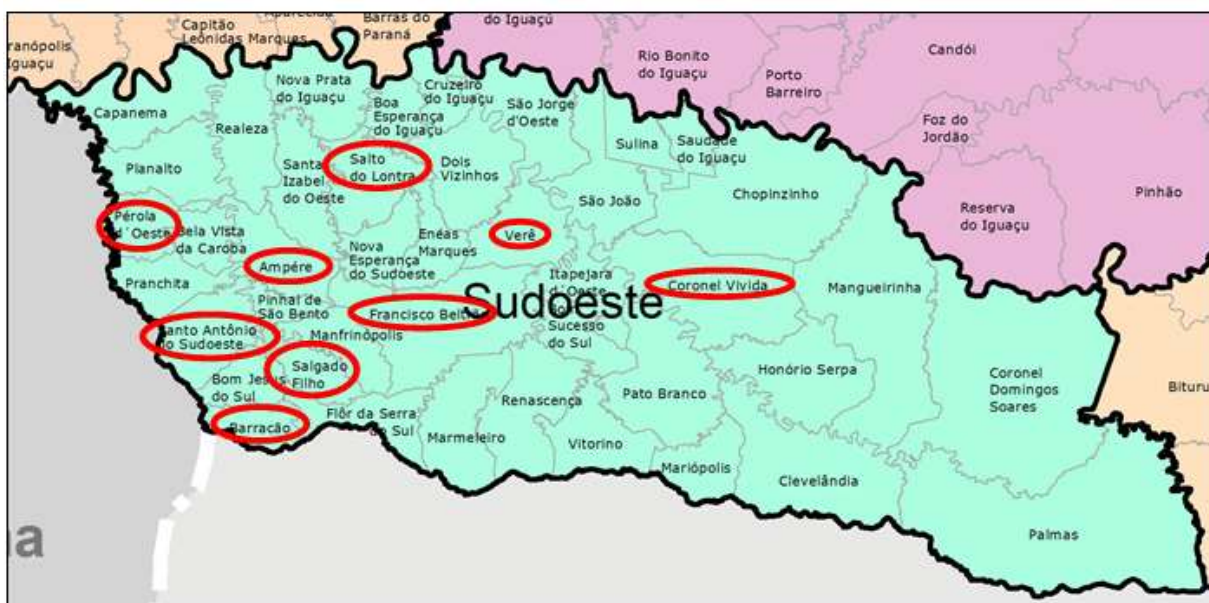 Capitão
Leônidas Marques
Barras do
Paraná
do Iguaçú
Iguaçu
Rio Bonito
do Iguaçu
Candói
Porto
Barreiro
Foz do
Jordão
Pinhão
Reserva
do Iguaçu
Nova Prata
do Iguaçu
Cruzeiro
do Iguaçu
Capanema
Realeza
Boa
Esperança
do Iguaçu
São Jorge
d'Oeste
Sulina
Saudade
do Iguaçu
Planalto
Santa
Izabel
do Oeste
Salto
do Lontra
Dois
Vizinhos
Chopinzinho
São João
Pérola
d´Oeste
Bela Vista
da Caroba
Enéas
Marques
Verê
Nova
Esperança
do Sudoeste
Ampére
Pranchita
Itapejara
d´Oeste
Coronel Vivida
Mangueirinha
Pinhal de
São Bento
Francisco Beltrão
Sudoeste
Bom
Sucesso
do Sul
Santo Antônio
do Sudoeste
Manfrinópolis
Salgado
Filho
Bom Jesus
do Sul
Honório Serpa
Coronel
Domingos
Soares
Bituru
Renascença
Pato Branco
Barracão
Flôr da Serra
do Sul
Marmeleiro
Vitorino
Mariópolis
Clevelândia
Palmas
na